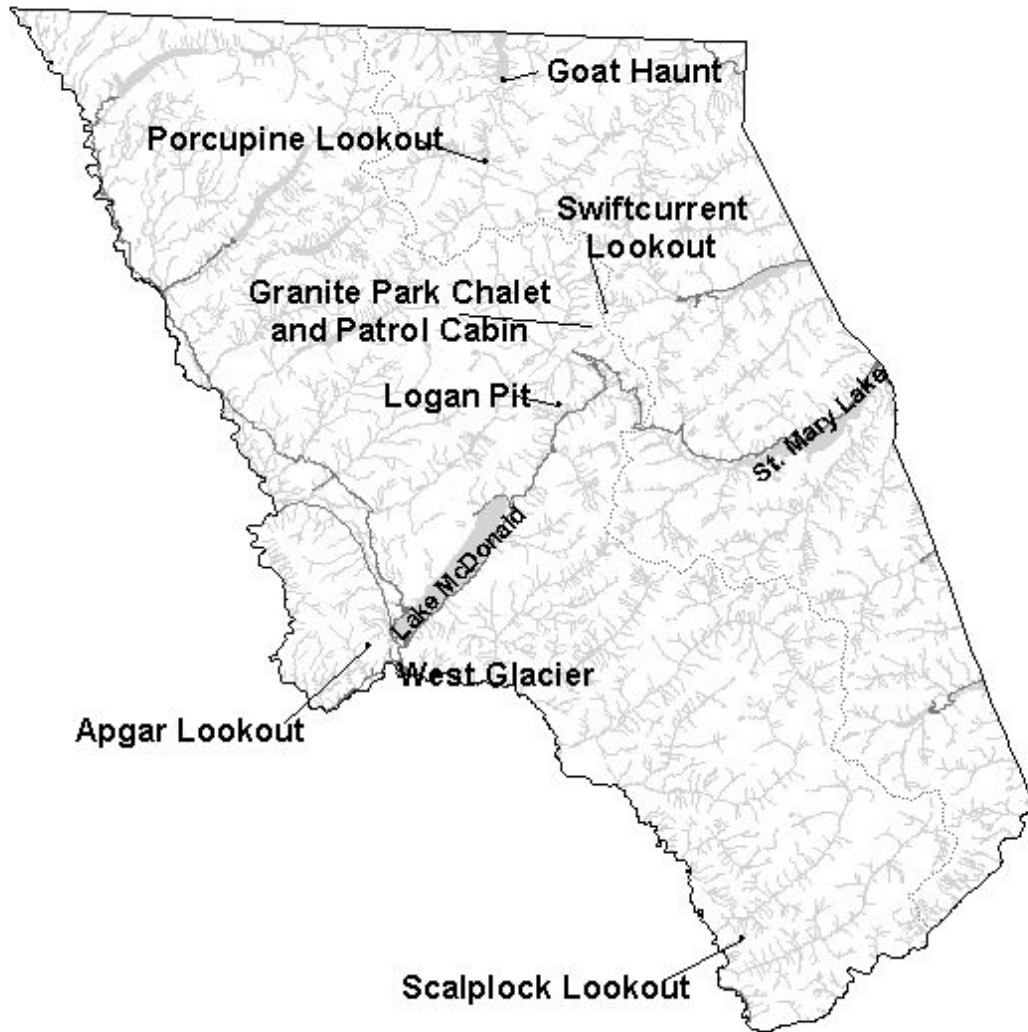 Goat Haunt
Porcupine Lookout
Swiftcurrent
Lookout
Granite Park Chalet
and Patrol Cabin
Logan Pit
St. Mary Lake
Lake McDonald
West Glacier
Apgar Lookout
Scalplock Lookout